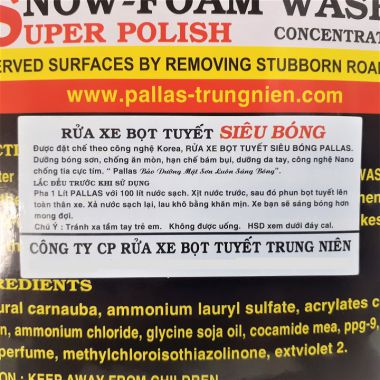 SNOW-FOAM WASH
SUPER POLISH CONCENTRAT
ERVED SURFACES BY REMOVING STUBBORN ROAD
www.pallas-trungnien.com
RỬA XE BỌT TUYẾT SIÊU BÓNG
Được đặt chế theo công nghệ Korea, RỬA XE BỌT TUYẾT SIÊU BÓNG PALLAS.
Dưỡng bóng sơn, chống ăn mòn, hạn chế bám bụi, dưỡng da tay, công nghệ Nano
chống tia cực tím. " Pallas Bảo Dưỡng Mặt Sơn Luôn Sáng Bóng".
LẮC ĐỀU TRƯỚC KHI SỬ DỤNG
Pha 1 Lít PALLAS với 100 lít nước sạch. Xịt nước trước, sau đó phun bọt tuyết lên
toàn thân xe. Xả nước sạch lại, lau khô bằng khăn mịn. Xe bạn sẽ sáng bóng hơn
mong đợi.
Chú Ý : Tránh xa tầm tay trẻ em. Không được uống. HSD xem dưới đáy cal.
CÔNG TY CP RỬA XE BỌT TUYẾT TRUNG NIÊN
REDIENTS
ural carnauba, ammonium lauryl sulfate, acrylates c
n, ammonium chloride, glycine soja oil, cocamide mea, ppg-9,
perfume, methylchloroisothiazolinone, extviolet 2.
ION : KEEP AWAY FROM CHILDREN